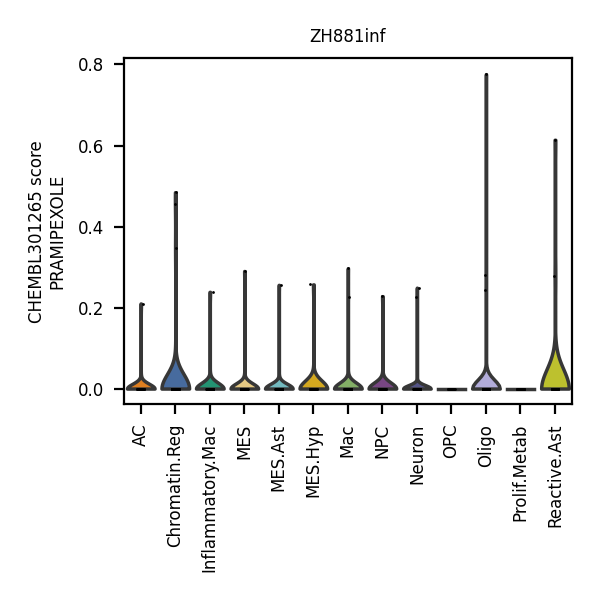 ZH881inf
CHEMBL301265 score
PRAMIPEXOLE
0.8
0.6
0.4
0.2
0.0
AC
Chromatin.Reg
Inflammatory.Mac
MES
MES.Ast
MES.Hyp
Mac
NPC
Neuron
OPC
Oligo
Prolif.Metab
Reactive.Ast